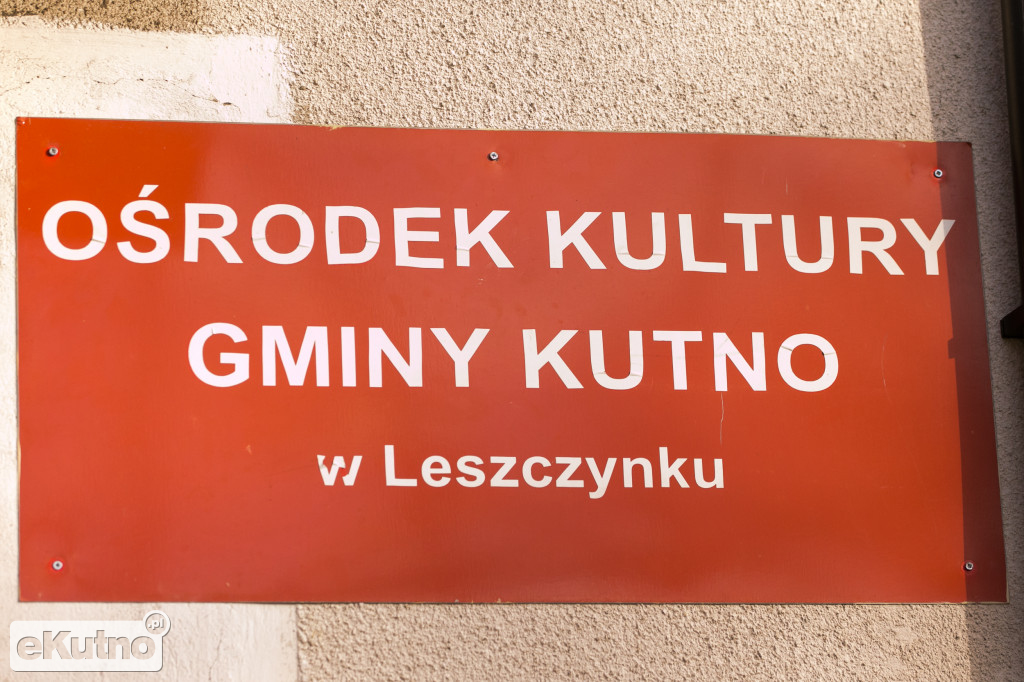 OŚRODEK KULTURY
GMINY KUTNO
w Leszczynku
eKutno.pl